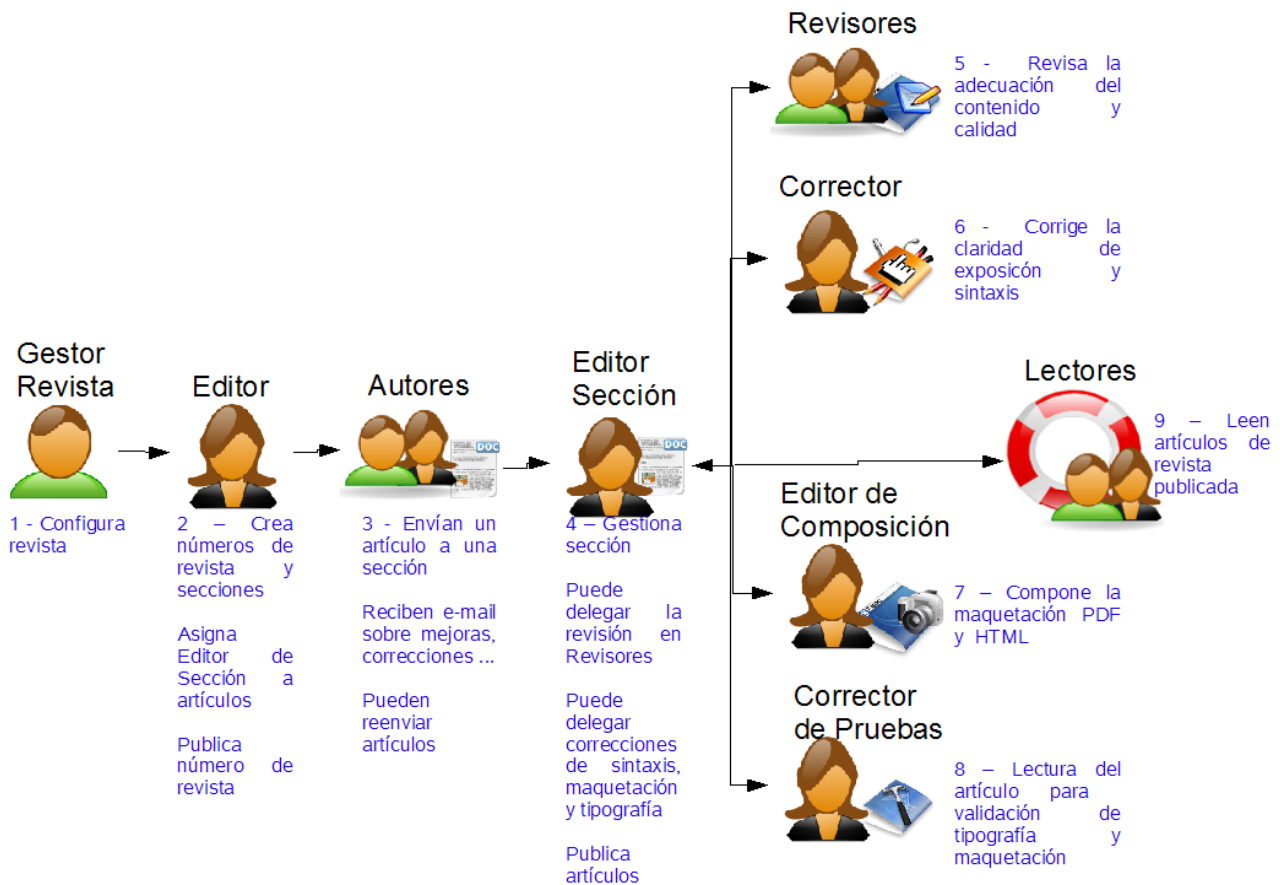 Gestor
Revista
1 - Configura
revista
Editor
2 – Crea
números de
revista y
secciones
Asigna
Editor de
Sección a
artículos
Publica
número de
revista
Autores
DOC
3 - Envían un
artículo a una
sección
Reciben e-mail
sobre mejoras,
correcciones ...
Pueden
reenviar
artículos
Editor
Sección
DOC
4 – Gestiona
sección
Puede
delegar la
revisión en
Revisores
Puede
delegar
correcciones
de sintaxis,
maquetación
y tipografía
Publica
artículos
Revisores
5 - Revisa la
adecuación del
contenido y
calidad
Corrector
6 - Corrige la
claridad de
exposicón y
sintaxis
Editor de
Composición
7 – Compone la
maquetación PDF
y HTML
Corrector
de Pruebas
8 – Lectura del
artículo para
validación de
tipografía y
maquetación
Lectores
9 – Leen
artículos de
revista
publicada